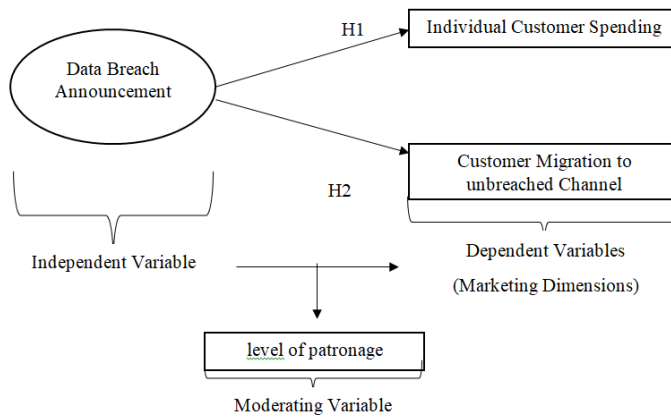 H1
Individual Customer Spending
Data Breach
Announcement
Customer Migration to
unbreached Channel
H2
Independent Variable
Dependent Variables
(Marketing Dimensions)
level of patronage
Moderating Variable